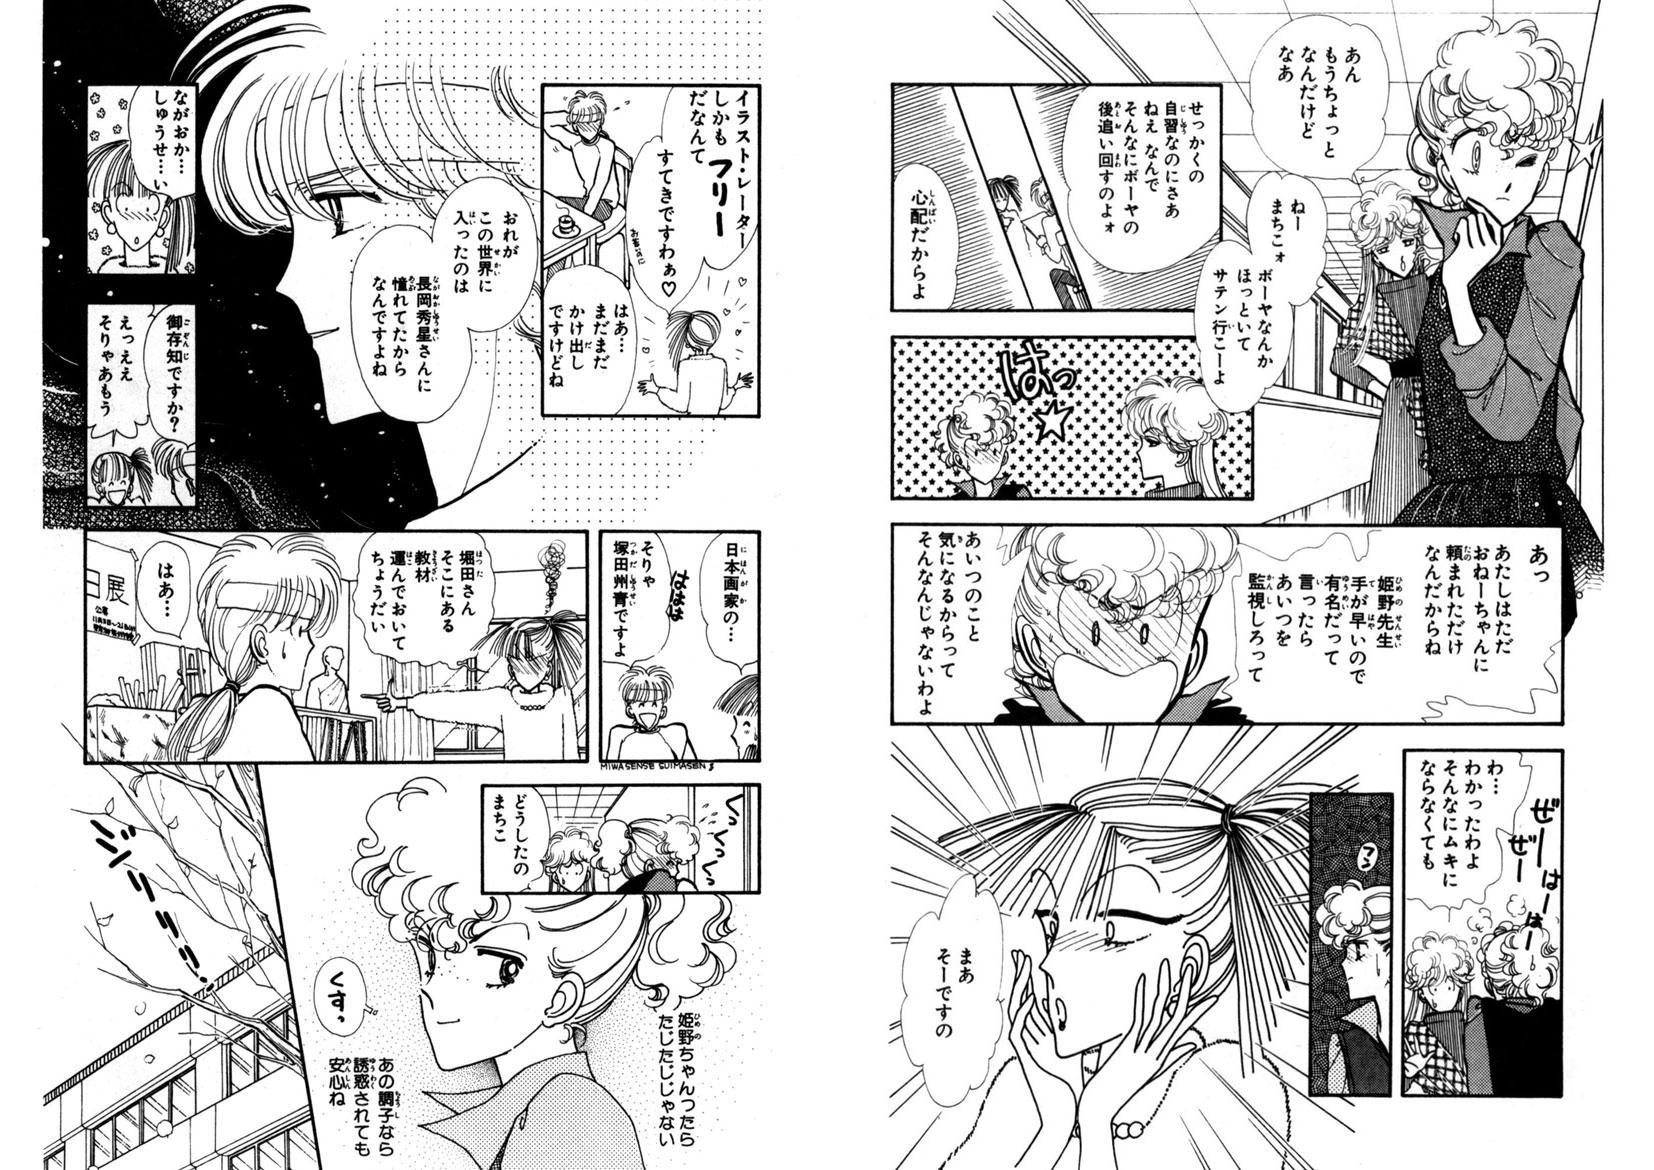 あん
もうちょっと
なんだけど
なあ
ねー
まちこォ
ボーヤなんか
ほっといて
サテン行こーよ
せっかくの
自習なのにさあ
ねぇ なんで
そんなにボーヤの
後追い回すのよォ
心配だからよ
はっ
あっ
あたしはただ
おねーちゃんに
頼まれただけ
なんだからね
姫野先生
手が早いので
有名だって
言ったら
あいつを
監視しろって
あいつのこと
気になるからって
そんなんじゃないわよ
わ…
わかったわよ
そんなにムキに
ならなくても
ぜー
ぜー
はー
はー
フン
まあ
そーですの
イラスト・レーター
しかも フリー
だなんて
すてきですわぁ♡
お茶なぞに
はあ…
まだまだ
かけ出し
ですけどね
おれが
この世界に
入ったのは
長岡秀星さんに
憧れてたから
なんですよね
ながおか…
しゅうせ…い
御存知ですか?
えっええ
そりゃあもう
日本画家の…
ははは
そりゃ
塚田州青ですよ
MIWASENSE SUIMASEN
堀田さん
そこにある
教材
運んでおいて
ちょうだい
はあ…
日展
くっくっくっ
どうしたの
まちこ
くすっ
姫野ちゃんったら
たじたじじゃない
あの調子なら
誘惑されても
安心ね